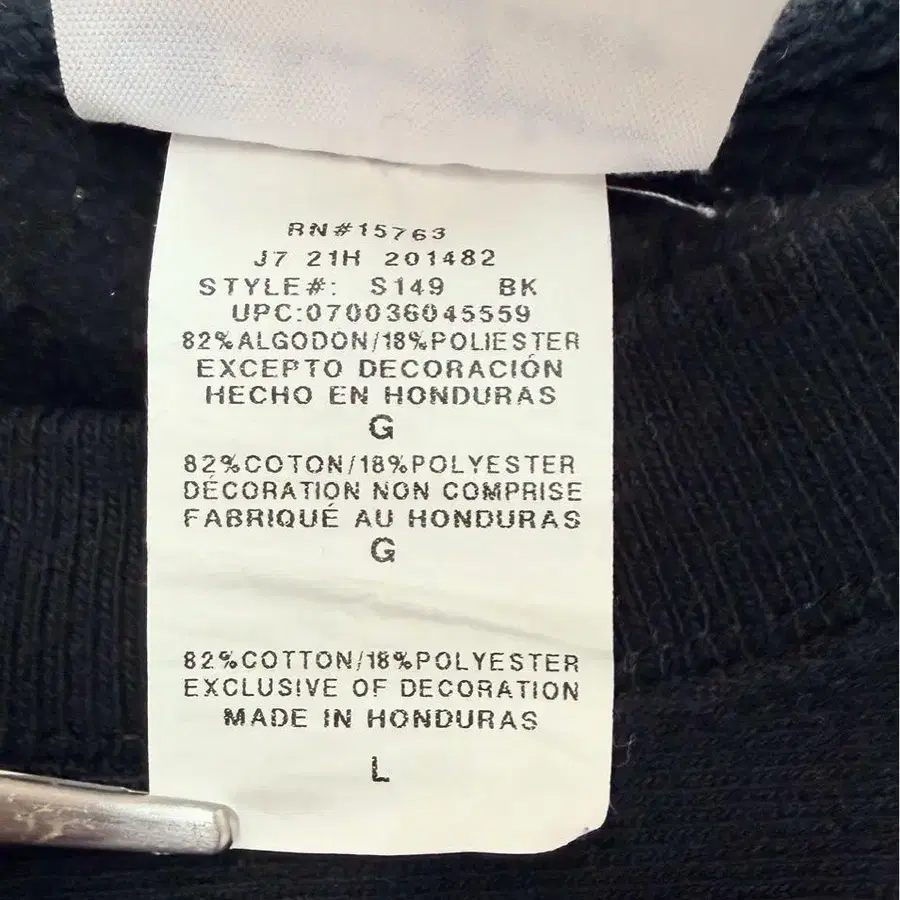 RN#15763
J7 21H 201482
STYLE#: S149 BK
UPC:070036045559
82%ALGODÓN/18%POLIESTER
EXCEPTO DECORACIÓN
HECHO EN HONDURAS
G
82%COTON/18%POLYESTER
DÉCORATION NON COMPRISE
FABRIQUÉ AU HONDURAS
G
82%COTTON/18%POLYESTER
EXCLUSIVE OF DECORATION
MADE IN HONDURAS
L